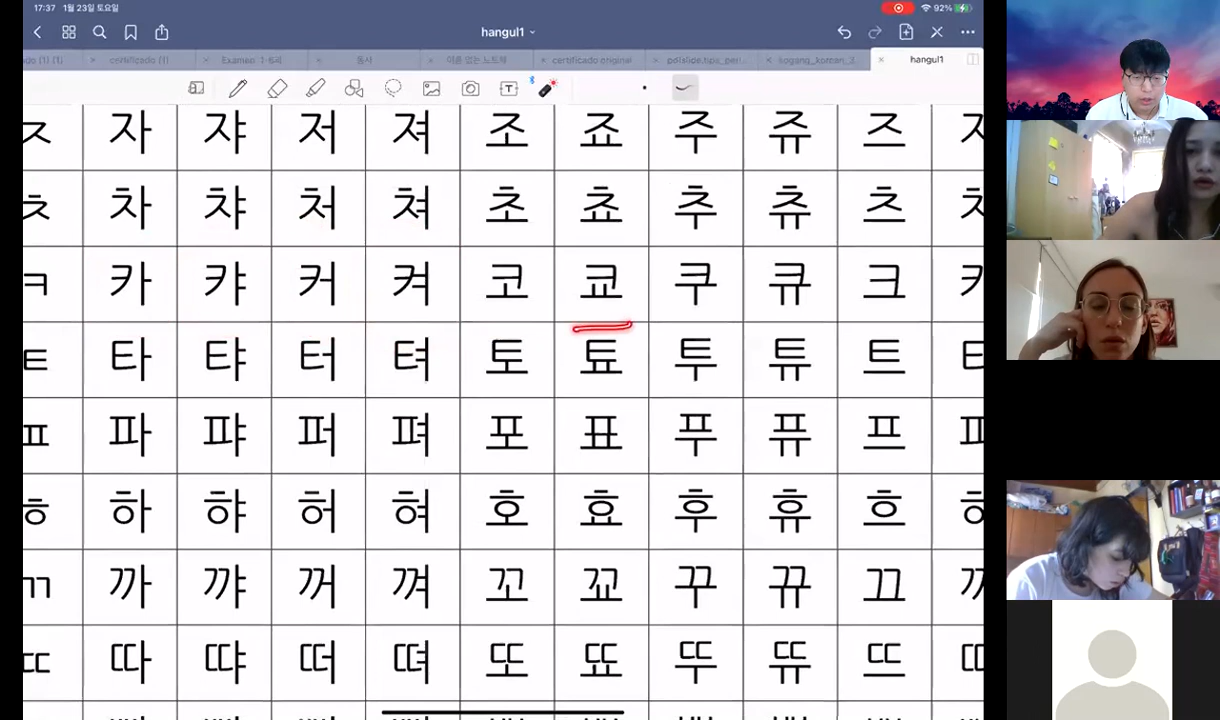 17:37 1월 23일 토요일 92%
hangul1
certificado (1) Examen 1-6과 동사 이름 없는 노트북 certificado original pdfslide.tips_per... sogang_korean_3... hangul1
ㅈ 자 쟈 저 져 조 죠 주 쥬 즈
ㅊ 차 챠 처 쳐 초 쵸 추 츄 츠
ㅋ 카 캬 커 켜 코 쿄 쿠 큐 크
ㅌ 타 탸 터 텨 토 툐 투 튜 트
ㅍ 파 퍄 퍼 펴 포 표 푸 퓨 프
ㅎ 하 햐 허 혀 호 효 후 휴 흐
ㄲ 까 꺄 꺼 껴 꼬 꾜 꾸 뀨 끄
ㄸ 따 땨 떠 뗘 또 뚀 뚜 뜌 뜨